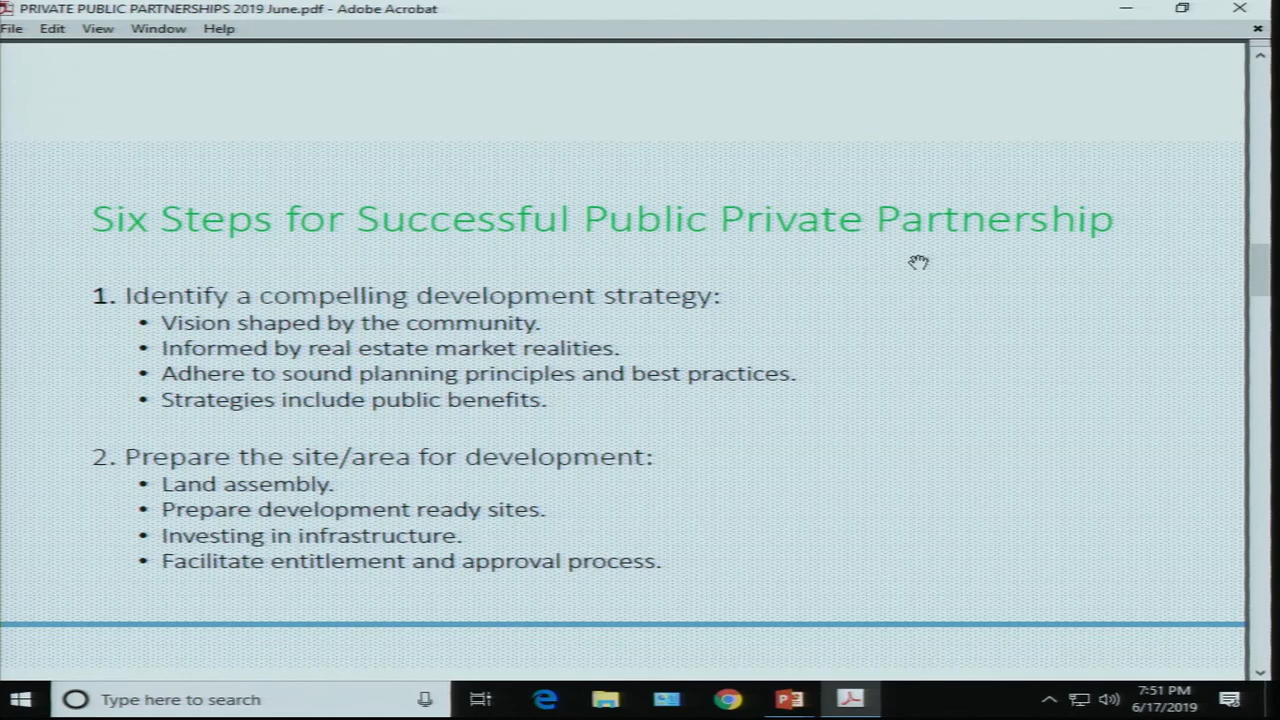 PRIVATE PUBLIC PARTNERSHIPS 2019 June.pdf - Adobe Acrobat
File Edit View Window Help
Six Steps for Successful Public Private Partnership
1. Identify a compelling development strategy:
• Vision shaped by the community.
• Informed by real estate market realities.
• Adhere to sound planning principles and best practices.
• Strategies include public benefits.
2. Prepare the site/area for development:
• Land assembly.
• Prepare development ready sites.
• Investing in infrastructure.
• Facilitate entitlement and approval process.
Type here to search
7:51 PM
6/17/2019